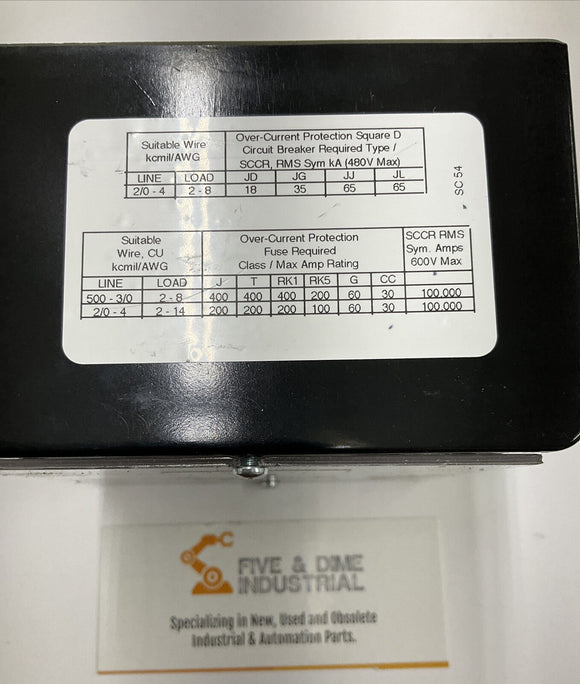 Suitable Wire kcmil/AWG
Over-Current Protection Square D Circuit Breaker Required Type / SCCR, RMS Sym kA (480V Max)
LINE LOAD JD JG JJ JL
2/0 - 4 2 - 8 18 35 65 65
SC 54
Suitable Wire, CU kcmil/AWG
Over-Current Protection Fuse Required Class / Max Amp Rating
SCCR RMS Sym. Amps 600V Max
LINE LOAD J T RK1 RK5 G CC
500 - 3/0 2 - 8 400 400 400 200 60 30 100,000
2/0 - 4 2 - 14 200 200 200 100 60 30 100,000
FIVE & DIME
INDUSTRIAL
Specializing in New, Used and Obsolete
Industrial & Automation Parts.